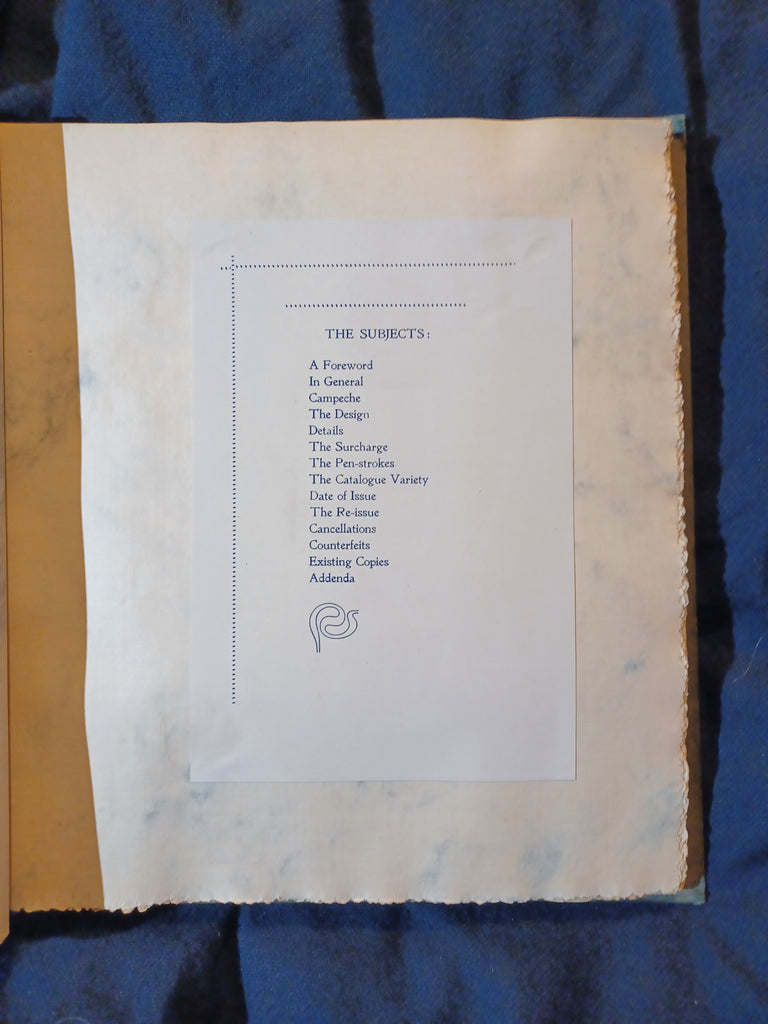 THE SUBJECTS:
A Foreword
In General
Campeche
The Design
Details
The Surcharge
The Pen-strokes
The Catalogue Variety
Date of Issue
The Re-issue
Cancellations
Counterfeits
Existing Copies
Addenda